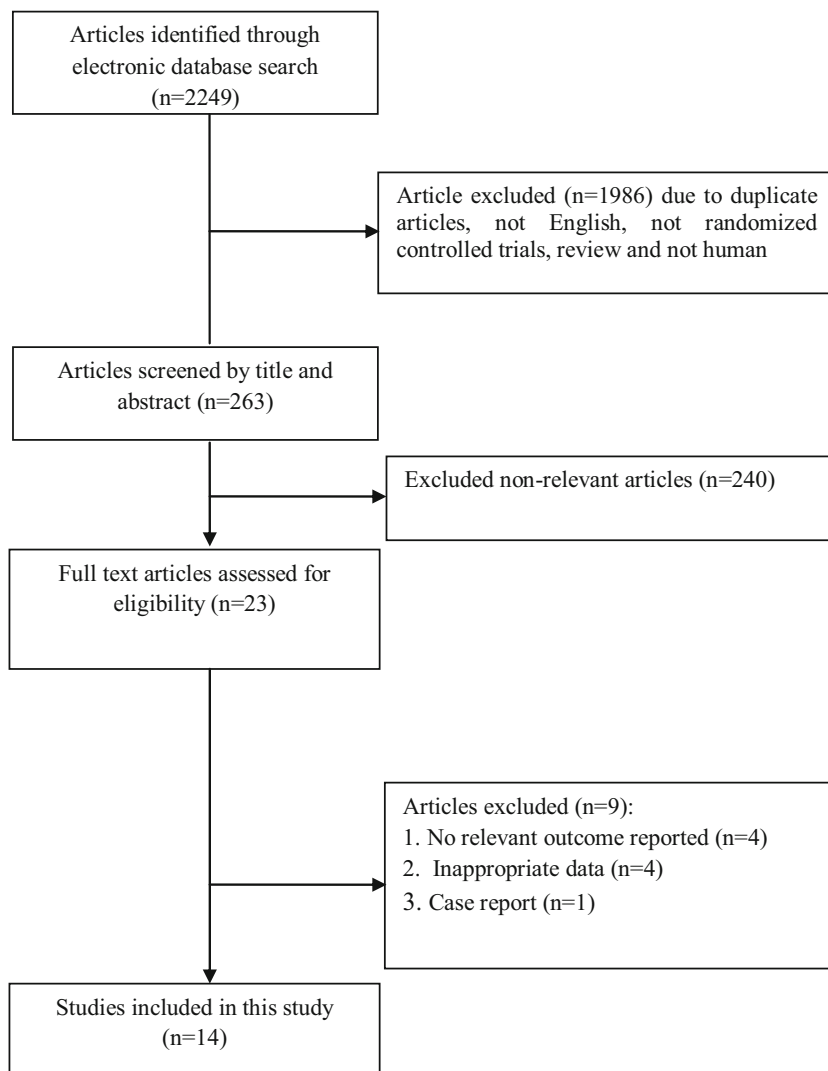 Articles identified through
electronic database search
(n=2249)
Article excluded (n=1986) due to duplicate
articles, not English, not randomized
controlled trials, review and not human
Articles screened by title and
abstract (n=263)
Excluded non-relevant articles (n=240)
Full text articles assessed for
eligibility (n=23)
Articles excluded (n=9):
1. No relevant outcome reported (n=4)
2. Inappropriate data (n=4)
3. Case report (n=1)
Studies included in this study
(n=14)